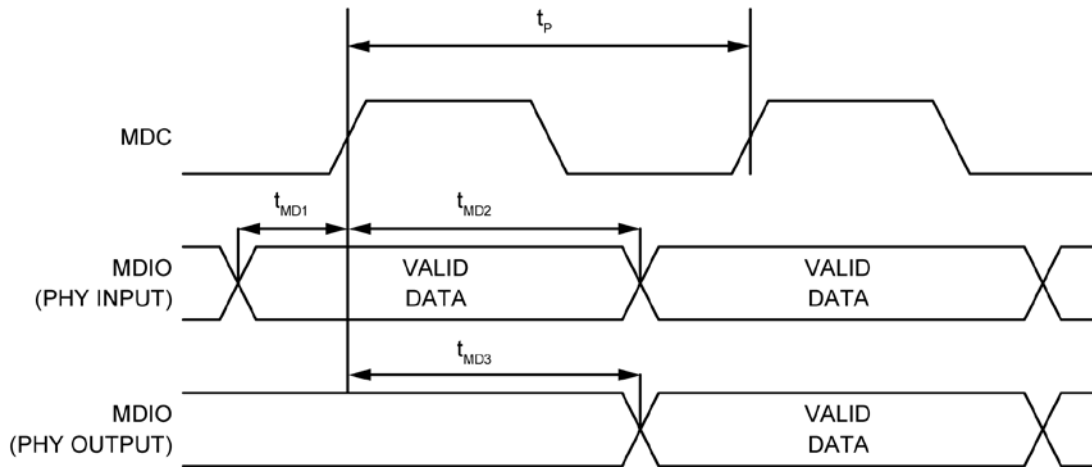 tP
MDC
tMD1
tMD2
MDIO
(PHY INPUT)
VALID
DATA
VALID
DATA
tMD3
MDIO
(PHY OUTPUT)
VALID
DATA